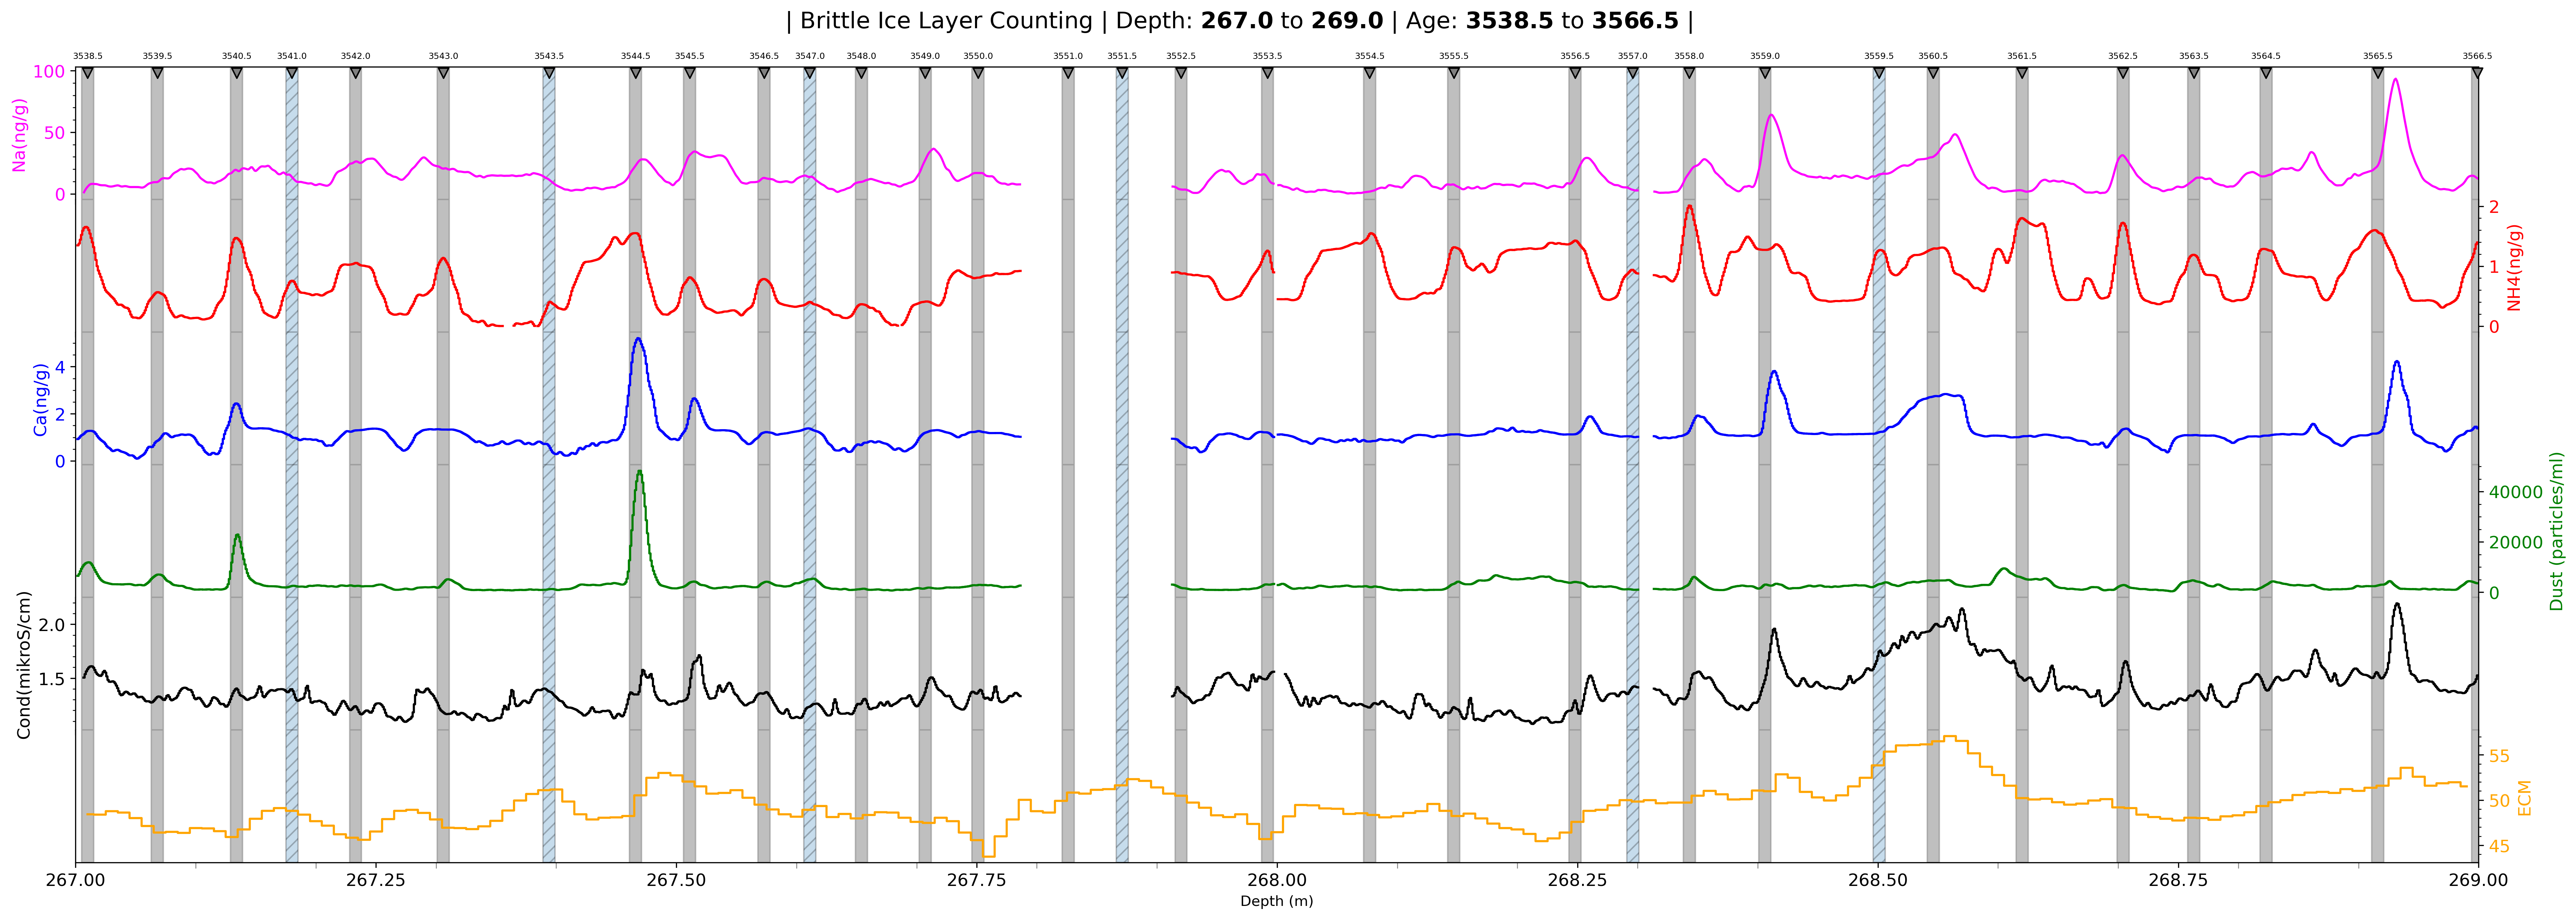 | Brittle Ice Layer Counting | Depth: 267.0 to 269.0 | Age: 3538.5 to 3566.5 |
3538.5 3539.5 3540.5 3541.0 3542.0 3543.0 3543.5 3544.5 3545.5 3546.5 3547.0 3548.0 3549.0 3550.0 3551.0 3551.5 3552.5 3553.5 3554.5 3555.5 3556.5 3557.0 3558.0 3559.0 3559.5 3560.5 3561.5 3562.5 3563.5 3564.5 3565.5 3566.5
100
50
0
Na(ng/g)
2
1
0
NH4(ng/g)
4
2
0
Ca(ng/g)
40000
20000
0
Dust (particles/ml)
2.0
1.5
Cond(mikroS/cm)
55
50
45
ECM
267.00 267.25 267.50 267.75 268.00 268.25 268.50 268.75 269.00
Depth (m)